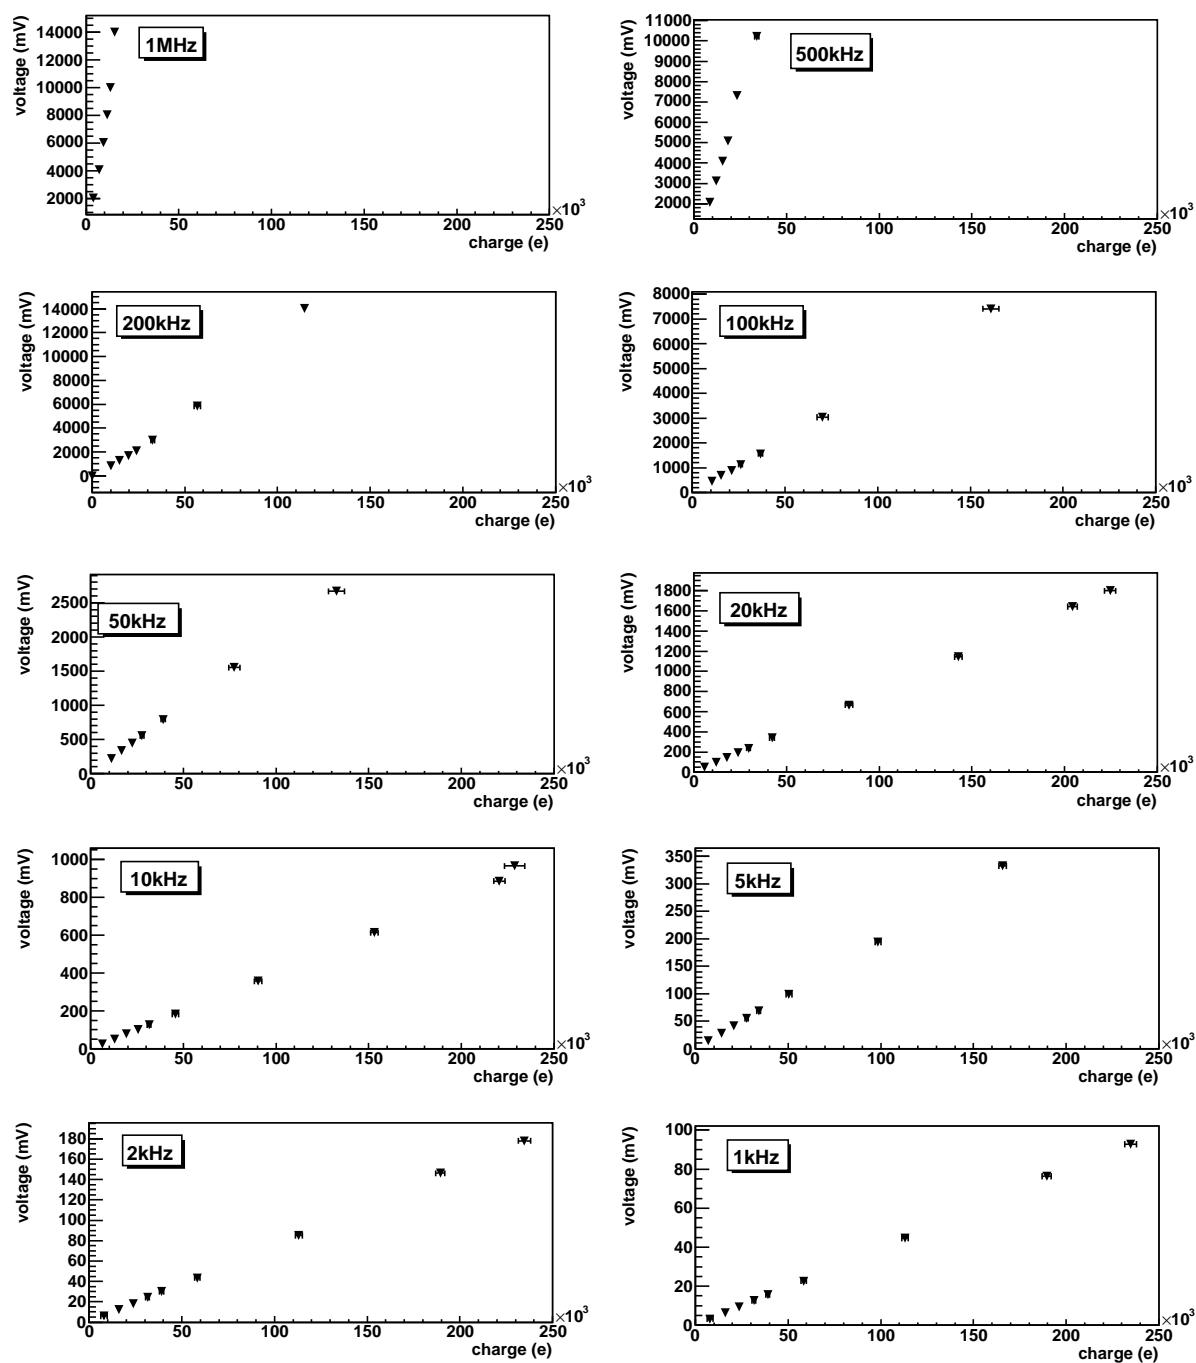 voltage (mV)
14000
12000
10000
8000
6000
4000
2000
1MHz
0 50 100 150 200 250
×10³
charge (e)
voltage (mV)
11000
10000
9000
8000
7000
6000
5000
4000
3000
2000
500kHz
0 50 100 150 200 250
×10³
charge (e)
voltage (mV)
14000
12000
10000
8000
6000
4000
2000
0
200kHz
0 50 100 150 200 250
×10³
charge (e)
voltage (mV)
8000
7000
6000
5000
4000
3000
2000
1000
0
100kHz
0 50 100 150 200 250
×10³
charge (e)
voltage (mV)
2500
2000
1500
1000
500
0
50kHz
0 50 100 150 200 250
×10³
charge (e)
voltage (mV)
1800
1600
1400
1200
1000
800
600
400
200
0
20kHz
0 50 100 150 200 250
×10³
charge (e)
voltage (mV)
1000
800
600
400
200
0
10kHz
0 50 100 150 200 250
×10³
charge (e)
voltage (mV)
350
300
250
200
150
100
50
0
5kHz
0 50 100 150 200 250
×10³
charge (e)
voltage (mV)
180
160
140
120
100
80
60
40
20
0
2kHz
0 50 100 150 200 250
×10³
charge (e)
voltage (mV)
100
80
60
40
20
0
1kHz
0 50 100 150 200 250
×10³
charge (e)